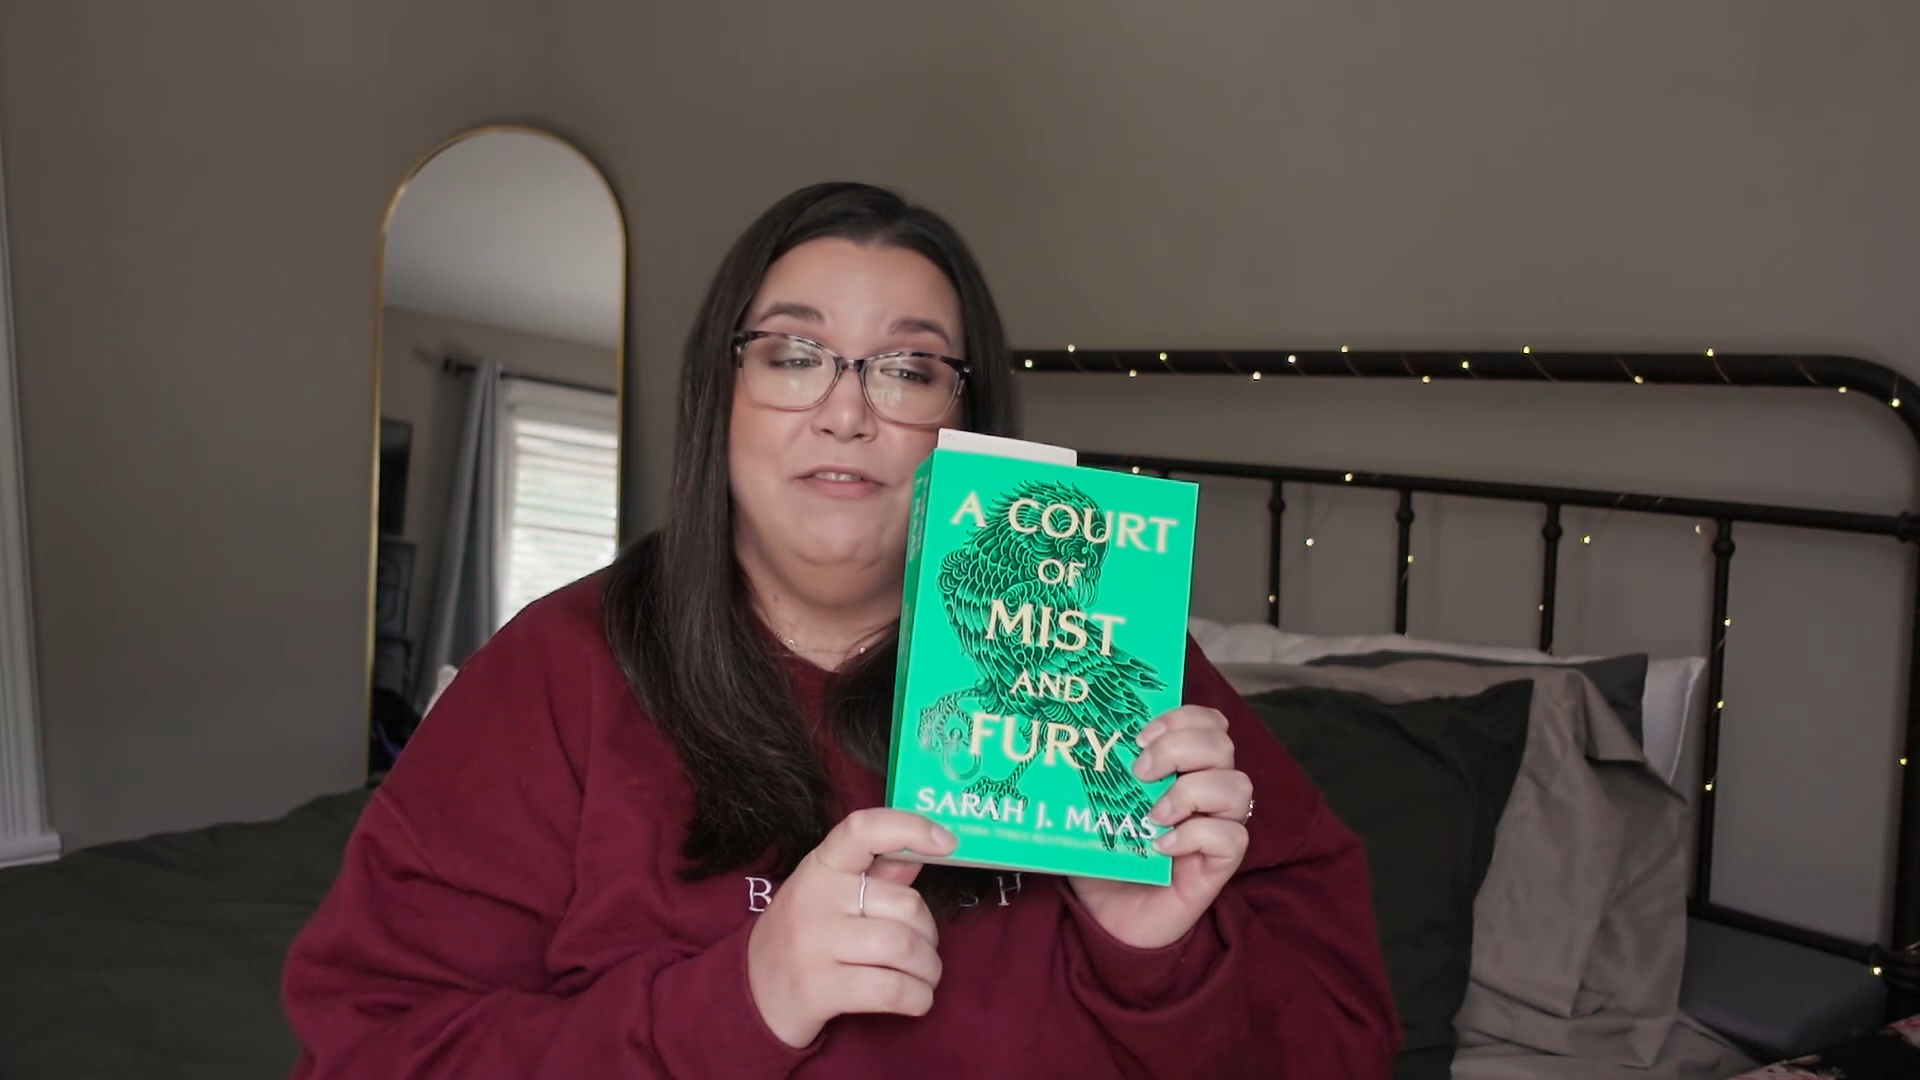 A COURT
OF
MIST
AND
FURY
SARAH J. MAAS